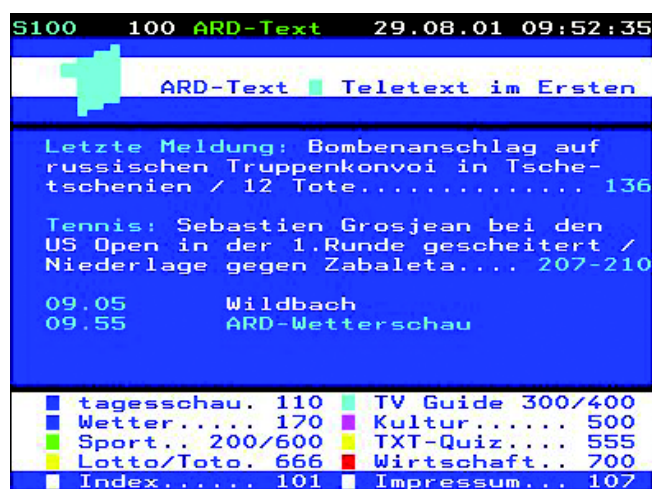 S100 100 ARD-Text 29.08.01 09:52:35
ARD-Text Teletext im Ersten
Letzte Meldung: Bombenanschlag auf
russischen Truppenkonvoi in Tsche-
tschenien / 12 Tote.............. 136
Tennis: Sebastien Grosjean bei den
US Open in der 1.Runde gescheitert /
Niederlage gegen Zabaleta.... 207-210
09.05 Wildbach
09.55 ARD-Wetterschau
tagesschau. 110 TV Guide 300/400
Wetter..... 170 Kultur...... 500
Sport.. 200/600 TXT-Quiz.... 555
Lotto/Toto. 666 Wirtschaft.. 700
Index...... 101 Impressum... 107